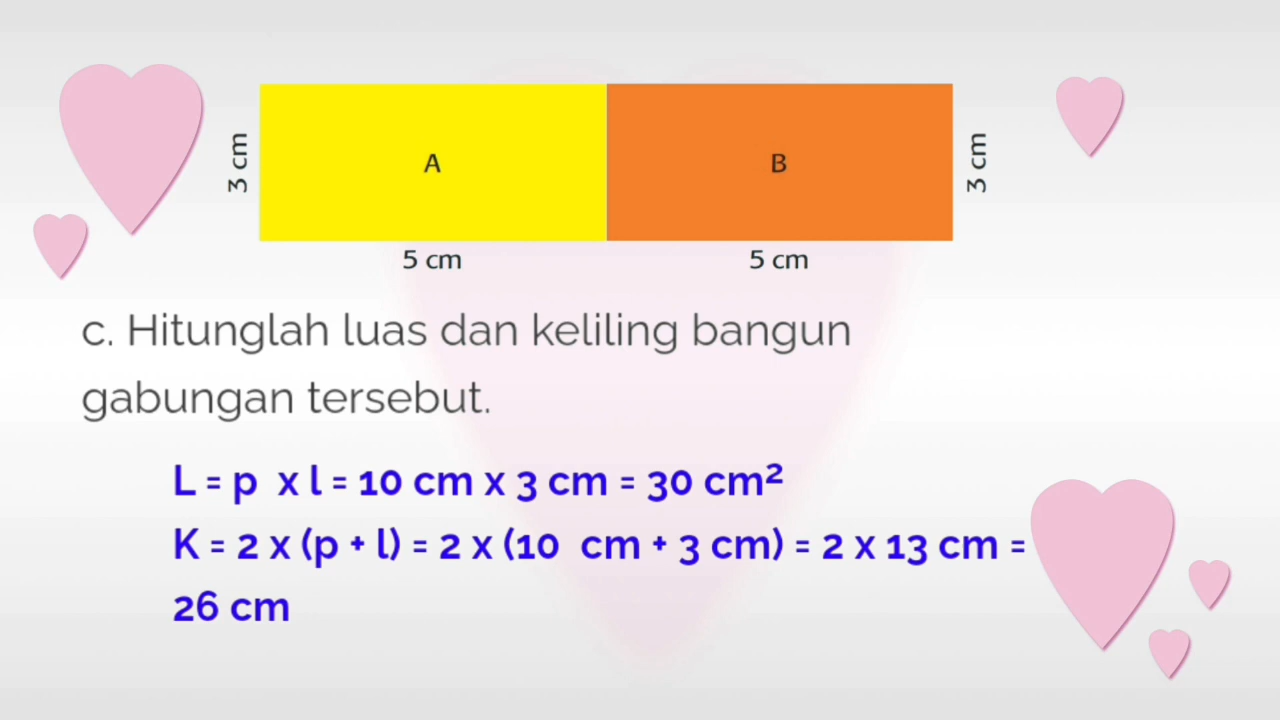 3 cm
A
B
3 cm
5 cm
5 cm
c. Hitunglah luas dan keliling bangun
gabungan tersebut.
L = p x l = 10 cm x 3 cm = 30 cm²
K = 2 x (p + l) = 2 x (10 cm + 3 cm) = 2 x 13 cm =
26 cm